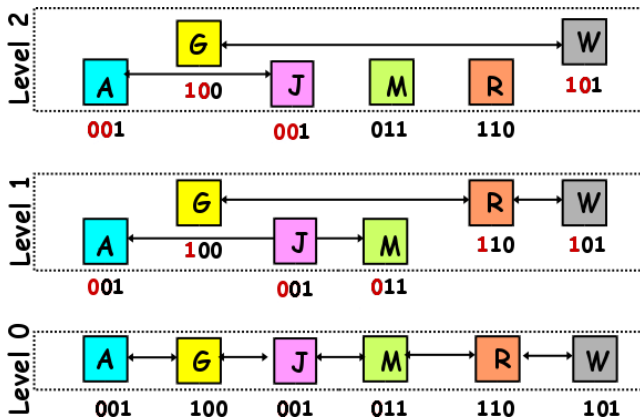 Level 2
G W
A J M R
100 101
001 001 011 110
Level 1
G R W
A J M
100 110 101
001 001 011
Level 0
A G J M R W
001 100 001 011 110 101